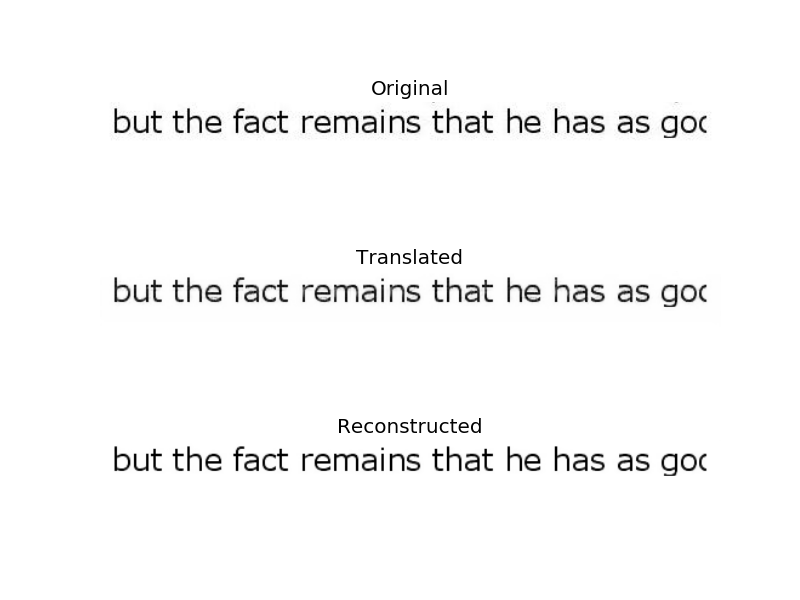 Original
but the fact remains that he has as
Translated
but the fact remains that he has as
Reconstructed
but the fact remains that he has as